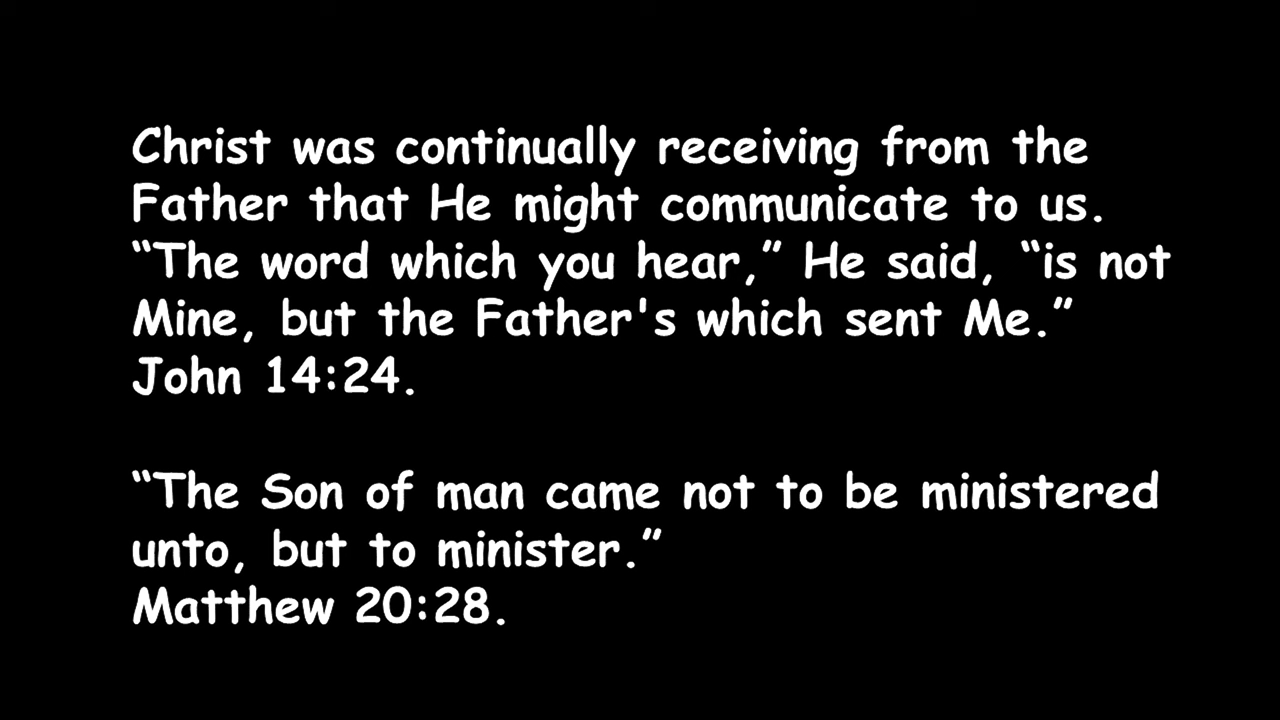 Christ was continually receiving from the
Father that He might communicate to us.
“The word which you hear,” He said, “is not
Mine, but the Father's which sent Me.”
John 14:24.
“The Son of man came not to be ministered
unto, but to minister.”
Matthew 20:28.